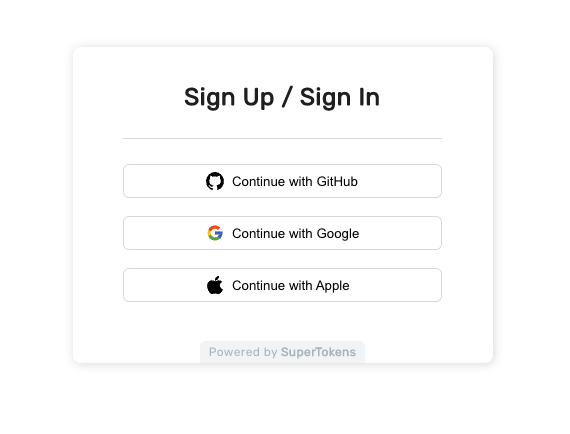 Sign Up / Sign In
Continue with GitHub
Continue with Google
Continue with Apple
Powered by SuperTokens